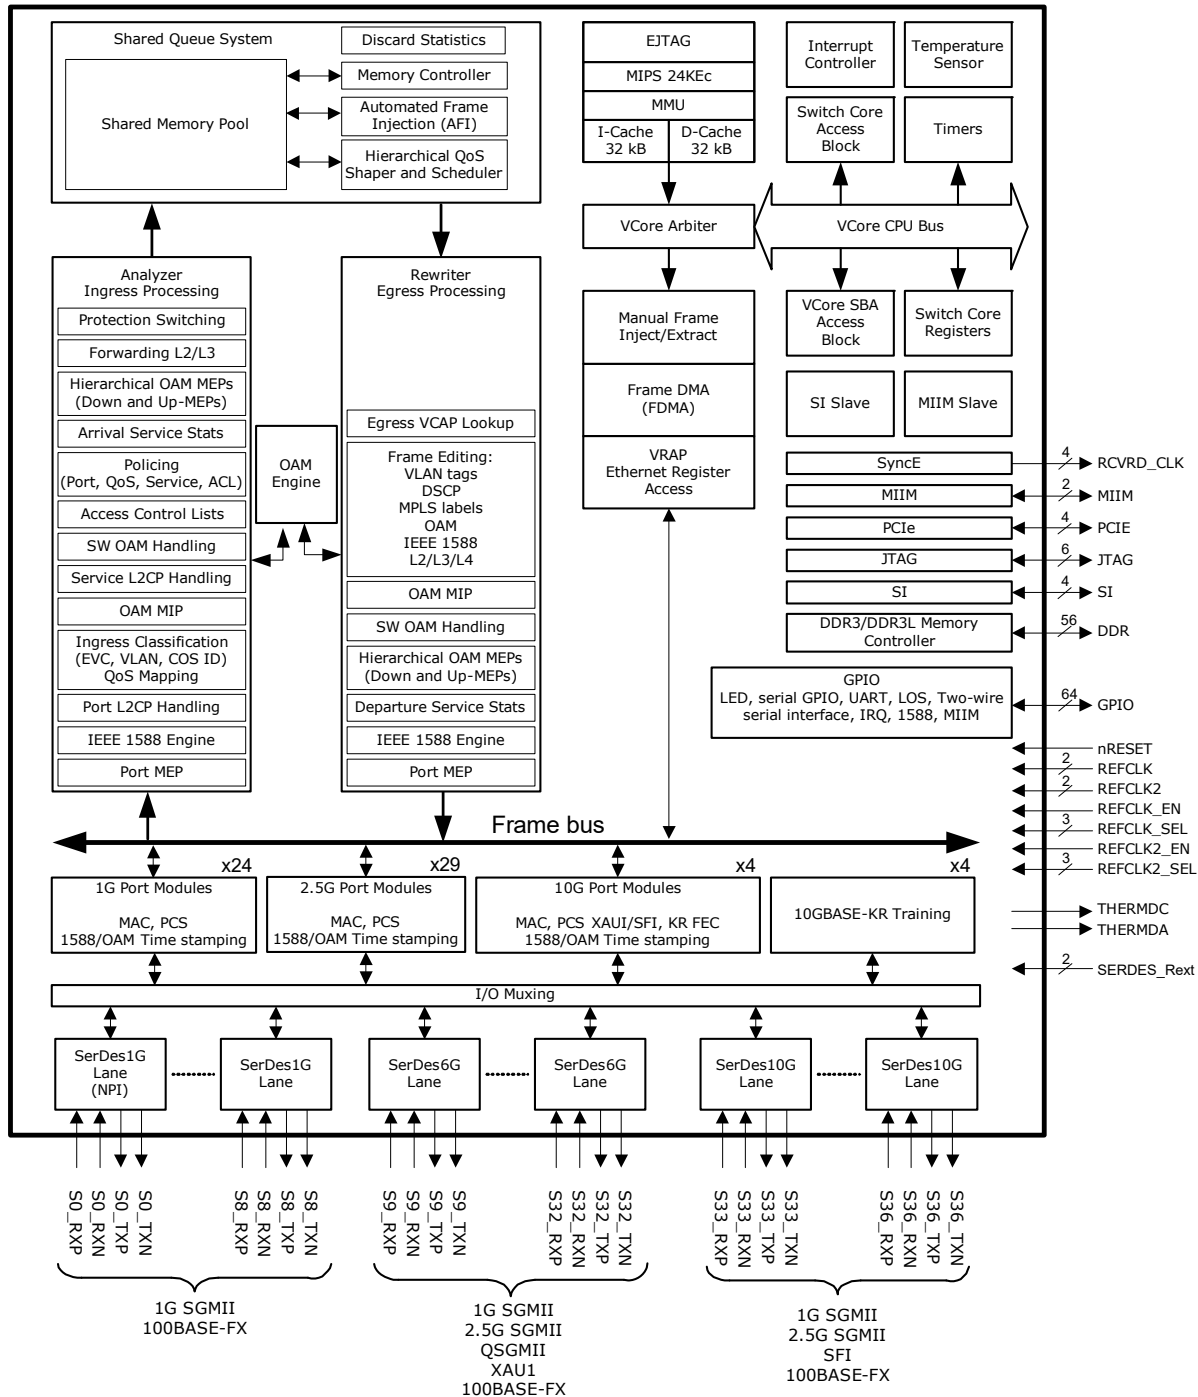 Shared Queue System
Discard Statistics
Shared Memory Pool
Memory Controller
Automated Frame
Injection (AFI)
Hierarchical QoS
Shaper and Scheduler
EJTAG
MIPS 24KEc
MMU
I-Cache
32 kB
D-Cache
32 kB
Interrupt
Controller
Temperature
Sensor
Switch Core
Access
Block
Timers
VCore Arbiter
VCore CPU Bus
Analyzer
Ingress Processing
Protection Switching
Forwarding L2/L3
Hierarchical OAM MEPs
(Down and Up-MEPs)
Arrival Service Stats
Policing
(Port, QoS, Service, ACL)
Access Control Lists
SW OAM Handling
Service L2CP Handling
OAM MIP
Ingress Classification
(EVC, VLAN, COS ID)
QoS Mapping
Port L2CP Handling
IEEE 1588 Engine
Port MEP
OAM
Engine
Rewriter
Egress Processing
Egress VCAP Lookup
Frame Editing:
VLAN tags
DSCP
MPLS labels
OAM
IEEE 1588
L2/L3/L4
OAM MIP
SW OAM Handling
Hierarchical OAM MEPs
(Down and Up-MEPs)
Departure Service Stats
IEEE 1588 Engine
Port MEP
Manual Frame
Inject/Extract
Frame DMA
(FDMA)
VRAP
Ethernet Register
Access
VCore SBA
Access
Block
Switch Core
Registers
SI Slave
MIIM Slave
SyncE
4
RCVRD_CLK
MIIM
2
MIIM
PCIe
4
PCIE
JTAG
6
JTAG
SI
4
SI
DDR3/DDR3L Memory
Controller
56
DDR
GPIO
LED, serial GPIO, UART, LOS, Two-wire
serial interface, IRQ, 1588, MIIM
64
GPIO
nRESET
2
REFCLK
2
REFCLK2
REFCLK_EN
3
REFCLK_SEL
REFCLK2_EN
3
REFCLK2_SEL
THERMDC
THERMDA
2
SERDES_Rext
Frame bus
x24
1G Port Modules
MAC, PCS
1588/OAM Time stamping
x29
2.5G Port Modules
MAC, PCS
1588/OAM Time stamping
x4
10G Port Modules
MAC, PCS XAUI/SFI, KR FEC
1588/OAM Time stamping
x4
10GBASE-KR Training
I/O Muxing
SerDes1G
Lane
(NPI)
SerDes1G
Lane
SerDes6G
Lane
SerDes6G
Lane
SerDes10G
Lane
SerDes10G
Lane
S0_RXP
S0_RXN
S0_TXP
S0_TXN
S8_RXP
S8_RXN
S8_TXP
S8_TXN
S9_RXP
S9_RXN
S9_TXP
S9_TXN
S32_RXP
S32_RXN
S32_TXP
S32_TXN
S33_RXP
S33_RXN
S33_TXP
S33_TXN
S36_RXP
S36_RXN
S36_TXP
S36_TXN
1G SGMII
100BASE-FX
1G SGMII
2.5G SGMII
QSGMII
XAU1
100BASE-FX
1G SGMII
2.5G SGMII
SFI
100BASE-FX